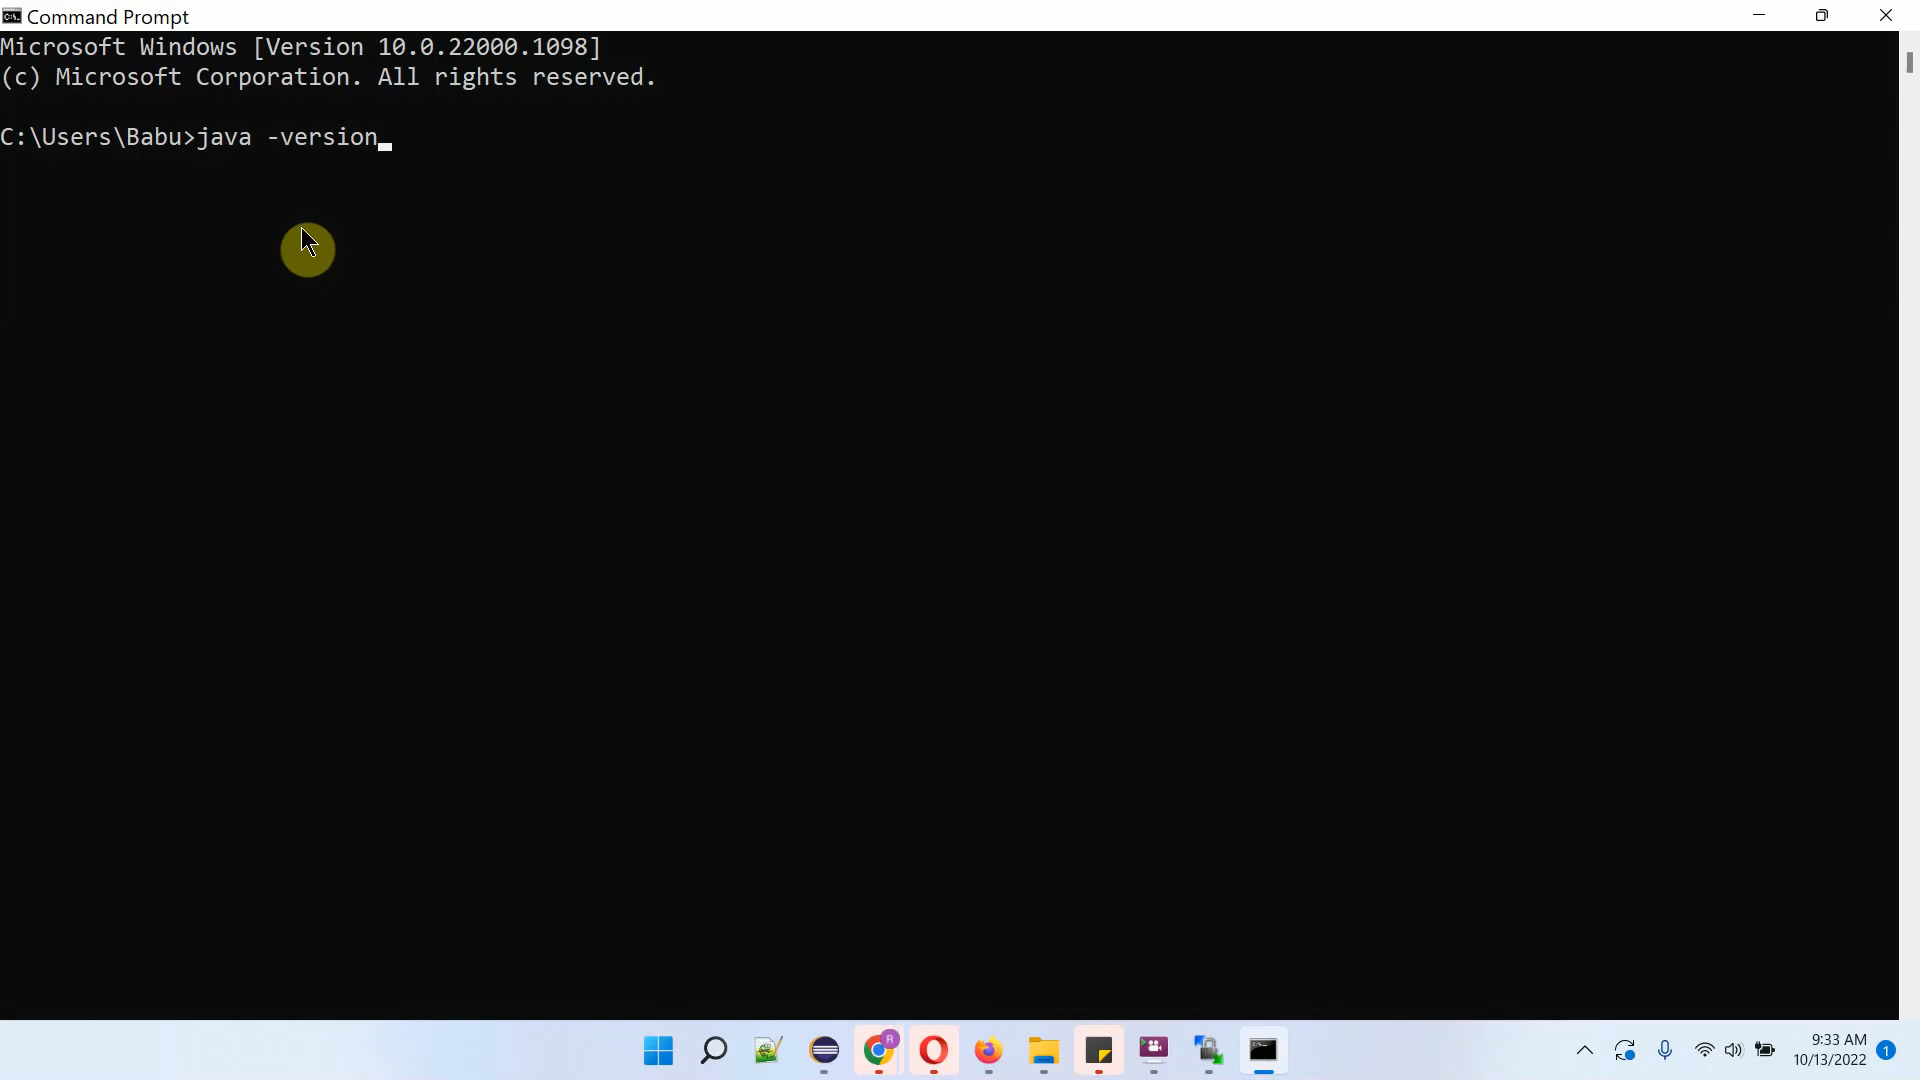 Command Prompt
Microsoft Windows [Version 10.0.22000.1098]
(c) Microsoft Corporation. All rights reserved.
C:\Users\Babu>java -version
R
9:33 AM
10/13/2022
1